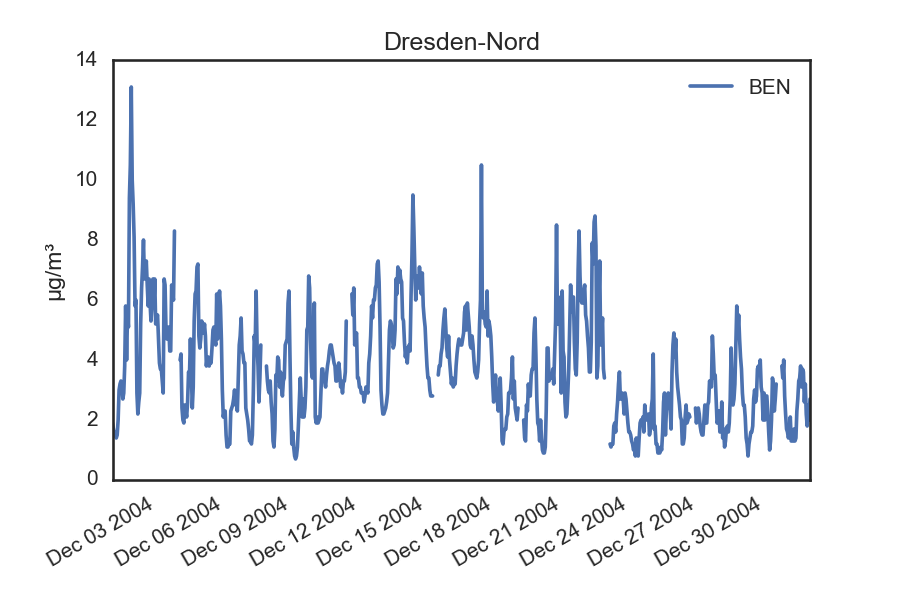 Dresden-Nord
14
12
10
8
6
4
2
0
µg/m³
BEN
Dec 03 2004
Dec 06 2004
Dec 09 2004
Dec 12 2004
Dec 15 2004
Dec 18 2004
Dec 21 2004
Dec 24 2004
Dec 27 2004
Dec 30 2004